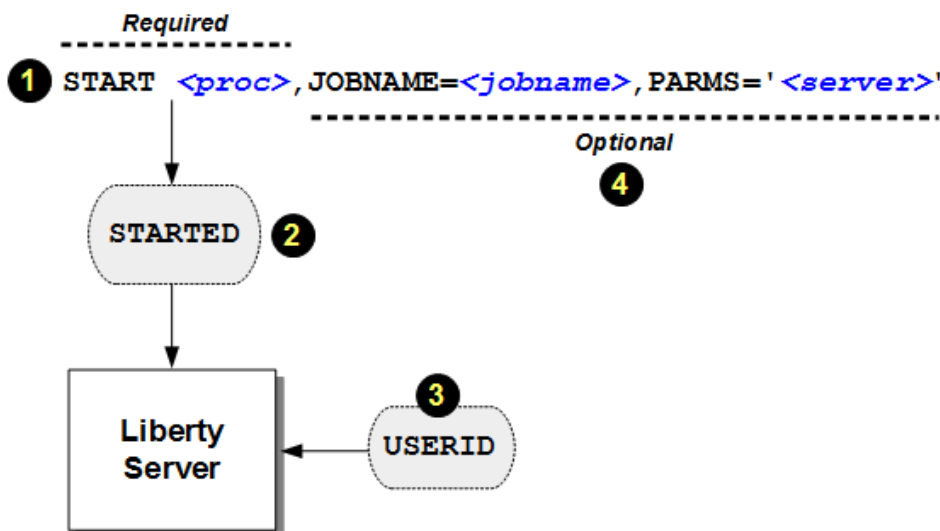 Required
1 START <proc>,JOBNAME=<jobname>,PARMS='<server>'
Optional
4
STARTED 2
3
Liberty
Server
USERID